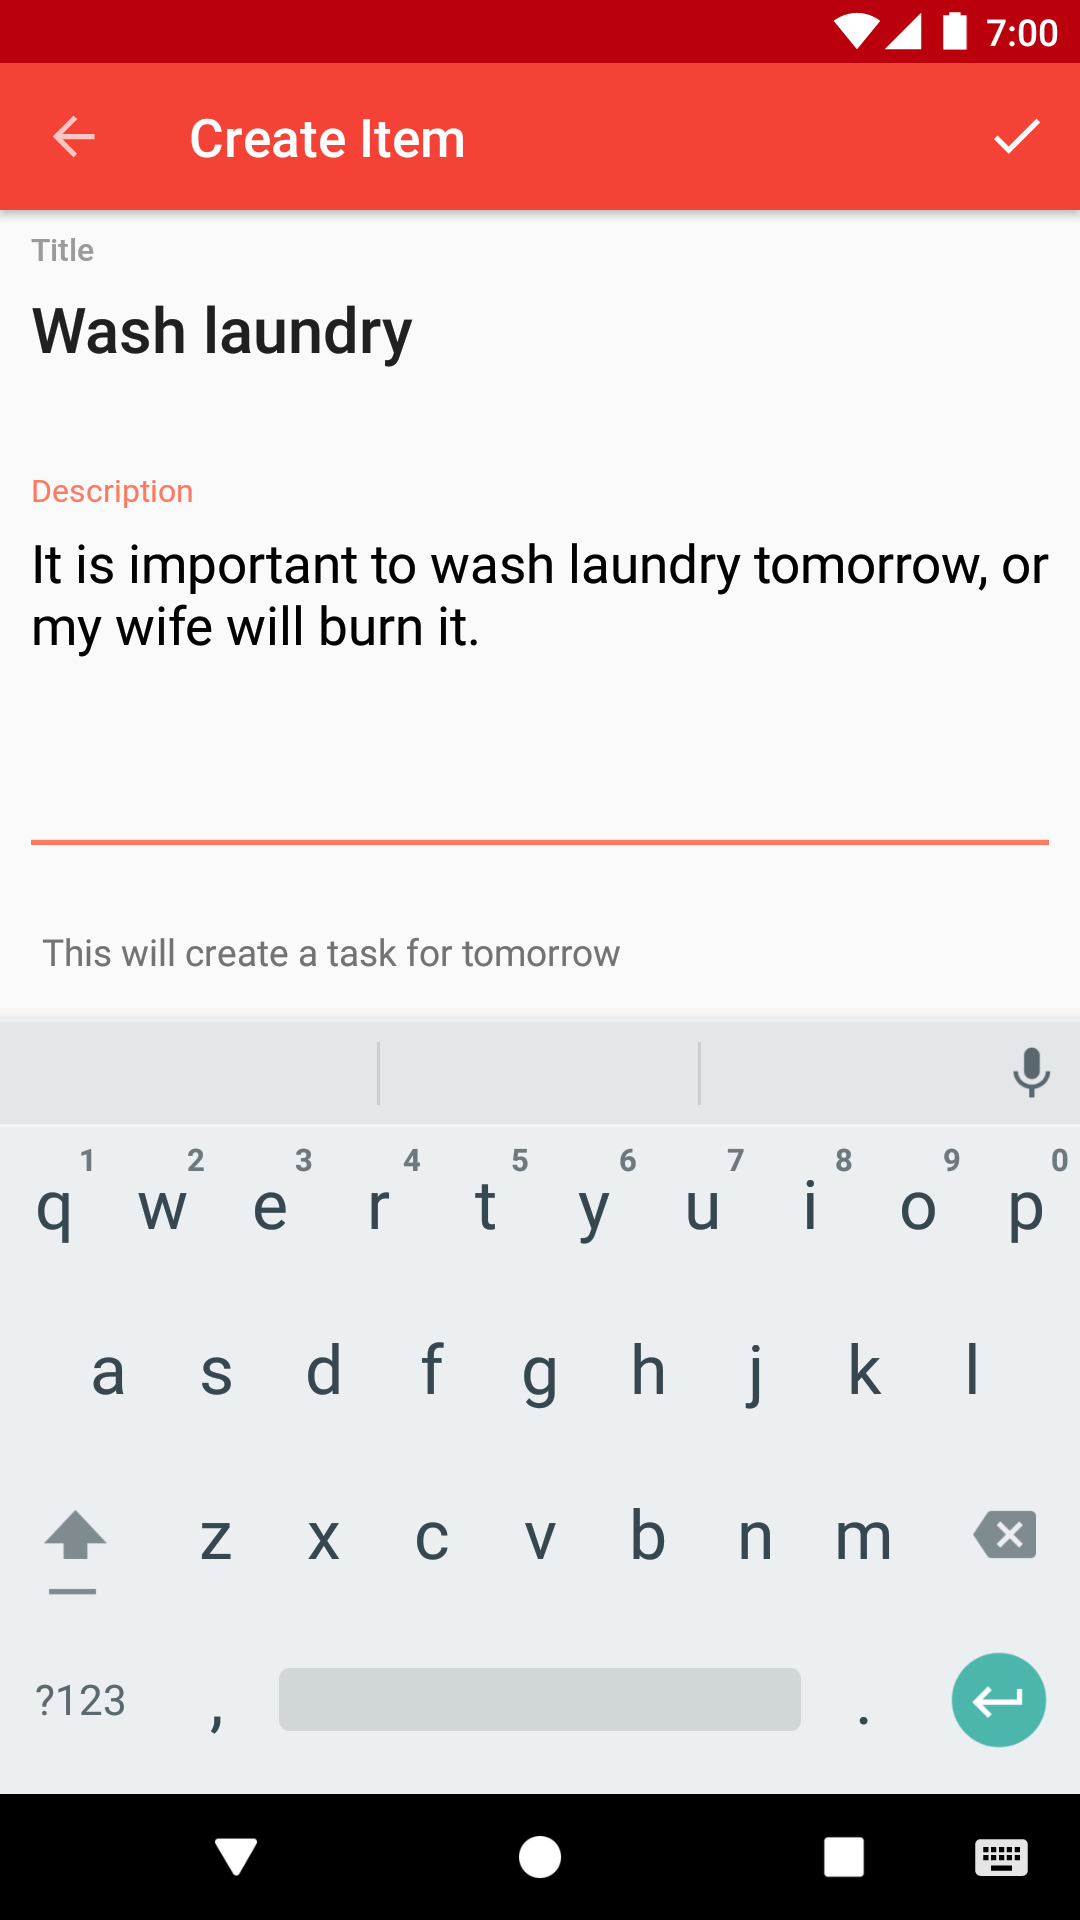 7:00
Create Item
Title
Wash laundry
Description
It is important to wash laundry tomorrow, or
my wife will burn it.
This will create a task for tomorrow
1 2 3 4 5 6 7 8 9 0
q w e r t y u i o p
a s d f g h j k l
z x c v b n m
?123 , .